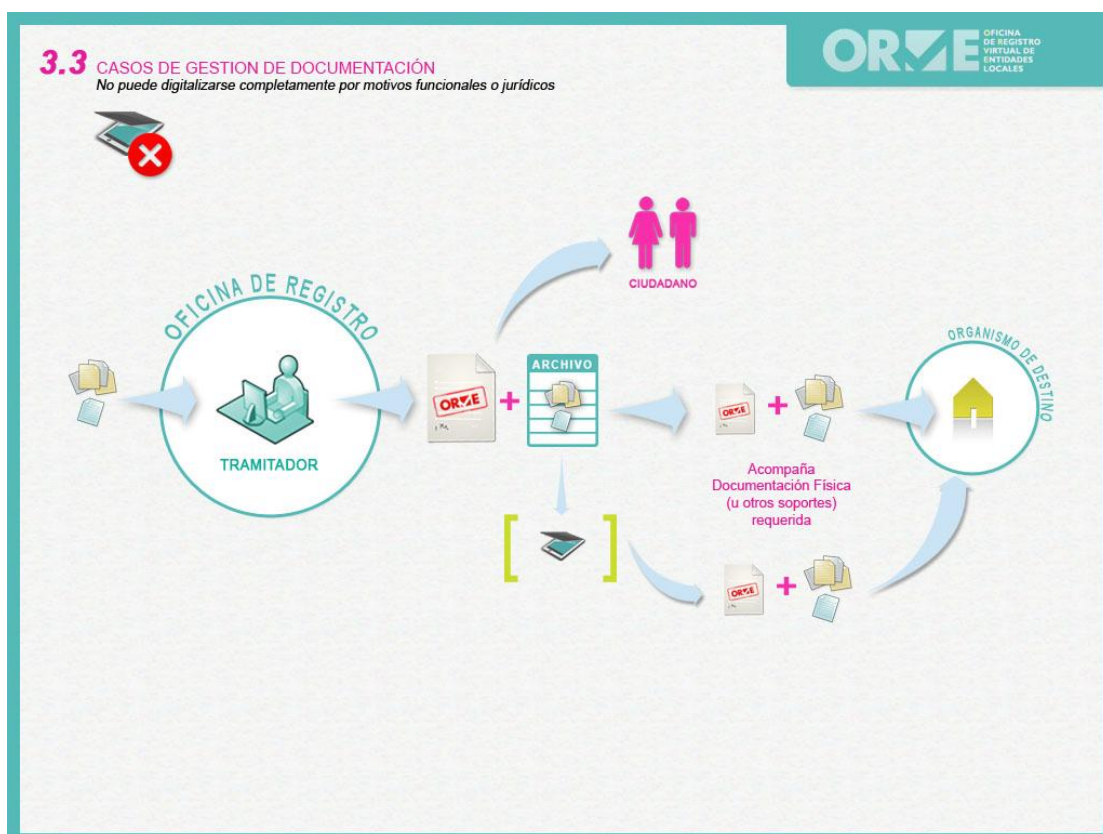 3.3 CASOS DE GESTION DE DOCUMENTACIÓN
No puede digitalizarse completamente por motivos funcionales o jurídicos
ORVE
OFICINA
DE REGISTRO
VIRTUAL DE
ENTIDADES
LOCALES
CIUDADANO
OFICINA DE REGISTRO
TRAMITADOR
ORVE
+
ARCHIVO
ORVE
+
ORGANISMO DE DESTINO
Acompaña
Documentación Física
(u otros soportes)
requerida
[ ]
ORVE
+